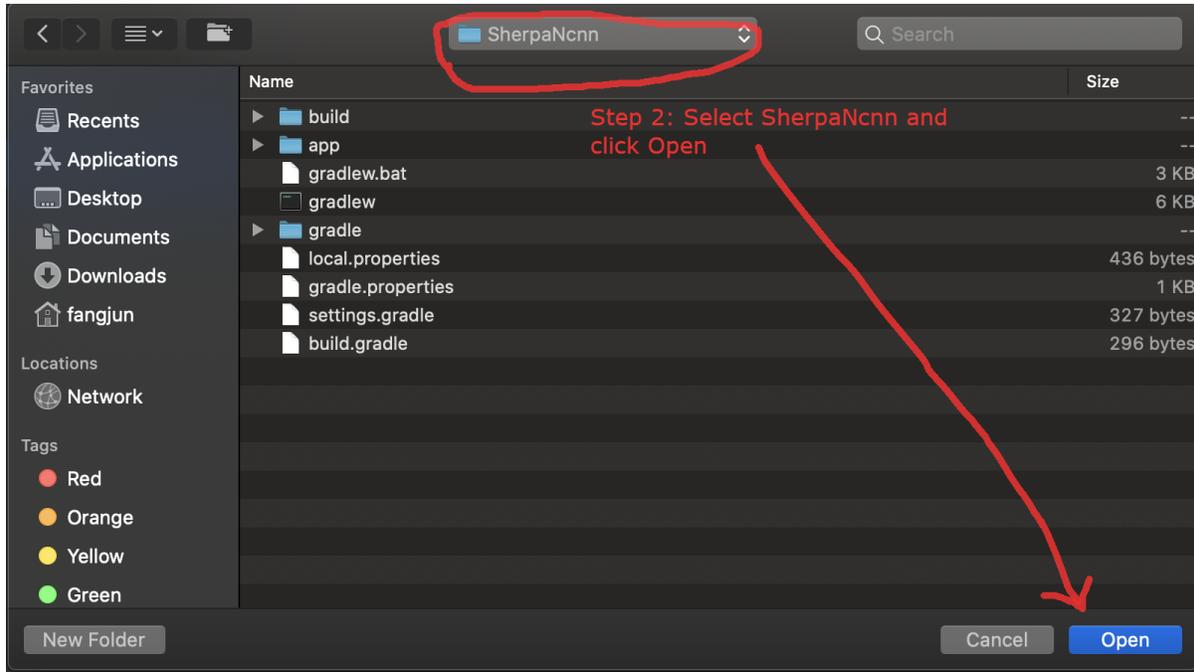 SherpaNcnn
Search
Favorites
Recents
Applications
Desktop
Documents
Downloads
fangjun
Locations
Network
Tags
Red
Orange
Yellow
Green
Name
Size
build
--
app
--
gradlew.bat
3 KB
gradlew
6 KB
gradle
--
local.properties
436 bytes
gradle.properties
1 KB
settings.gradle
327 bytes
build.gradle
296 bytes
Step 2: Select SherpaNcnn and
click Open
New Folder
Cancel
Open